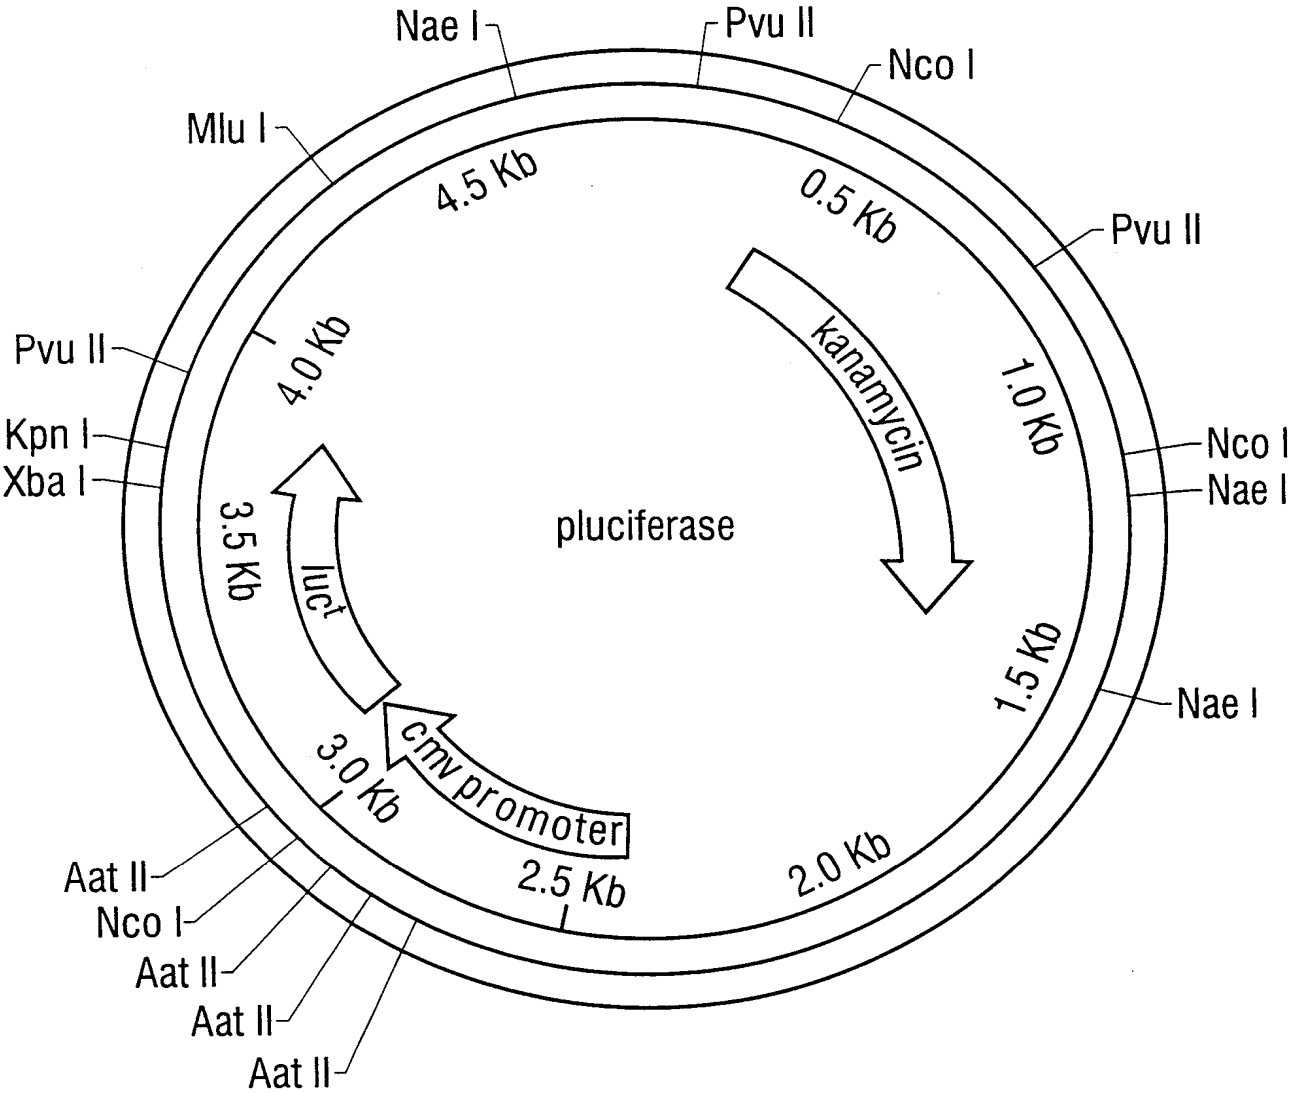 Nae I
Pvu II
Nco I
Mlu I
4.5 Kb
0.5 Kb
Pvu II
Pvu II
4.0 Kb
kanamycin
1.0 Kb
Kpn I
Nco I
Xba I
Nae I
3.5 Kb
pluciferase
luct
1.5 Kb
Nae I
3.0 Kb
cmv promoter
2.5 Kb
2.0 Kb
Aat II
Nco I
Aat II
Aat II
Aat II